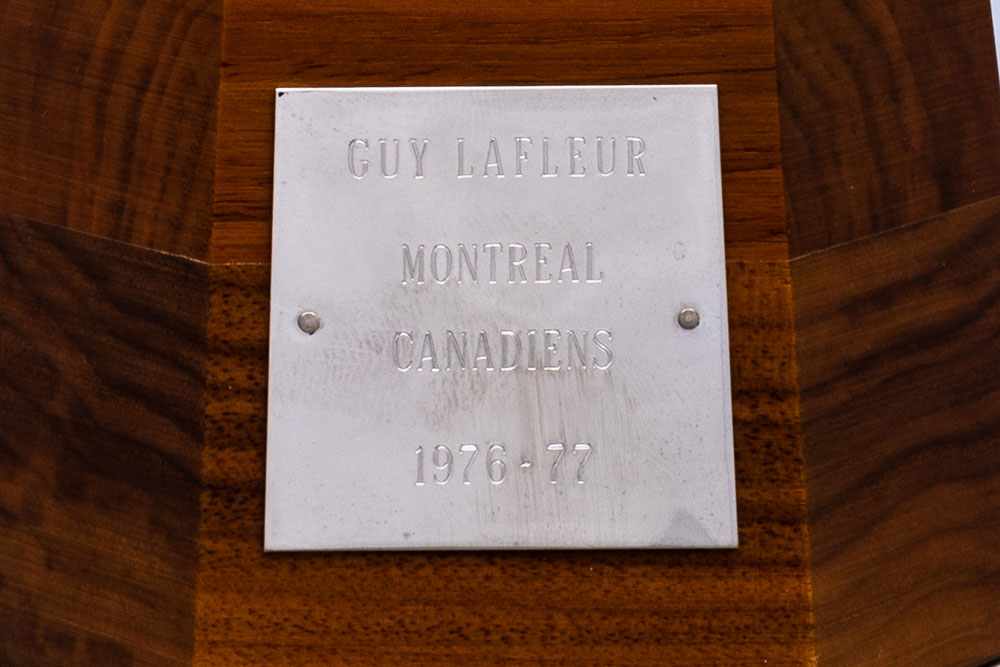 GUY LAFLEUR
MONTREAL
CANADIENS
1976-77